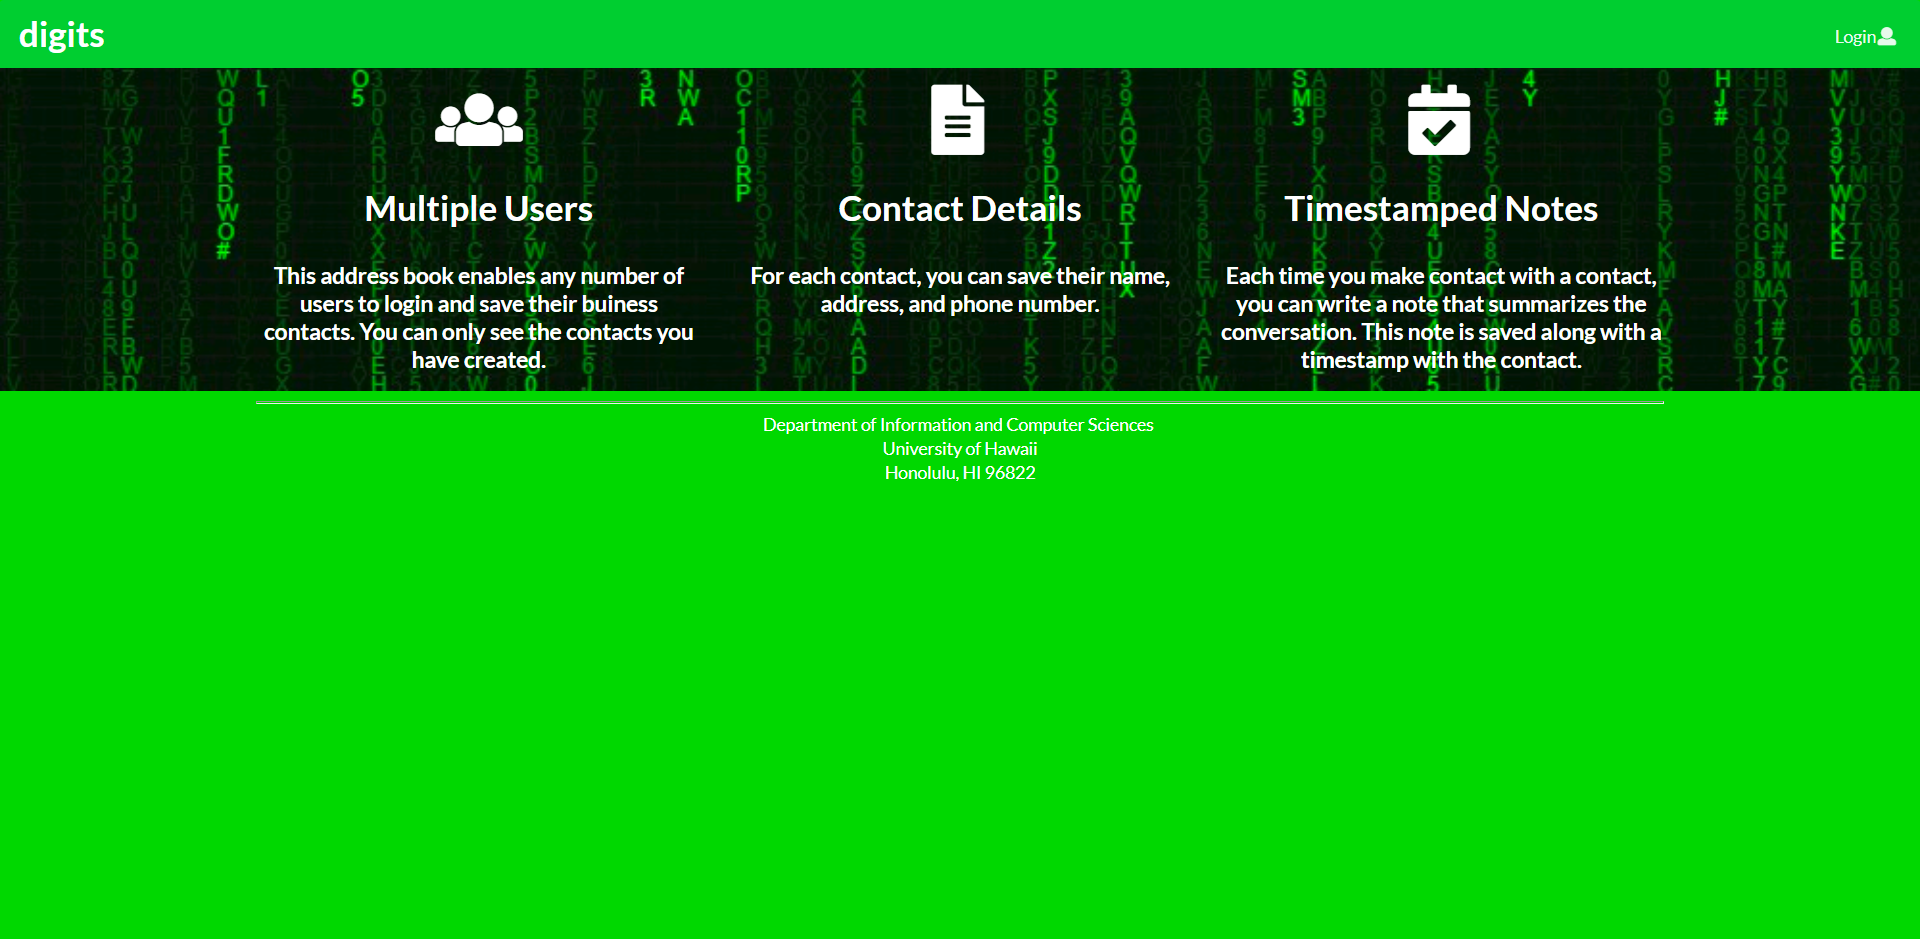 digits
Login
Multiple Users
This address book enables any number of
users to login and save their buiness
contacts. You can only see the contacts you
have created.
Contact Details
For each contact, you can save their name,
address, and phone number.
Timestamped Notes
Each time you make contact with a contact,
you can write a note that summarizes the
conversation. This note is saved along with a
timestamp with the contact.
Department of Information and Computer Sciences
University of Hawaii
Honolulu, HI 96822